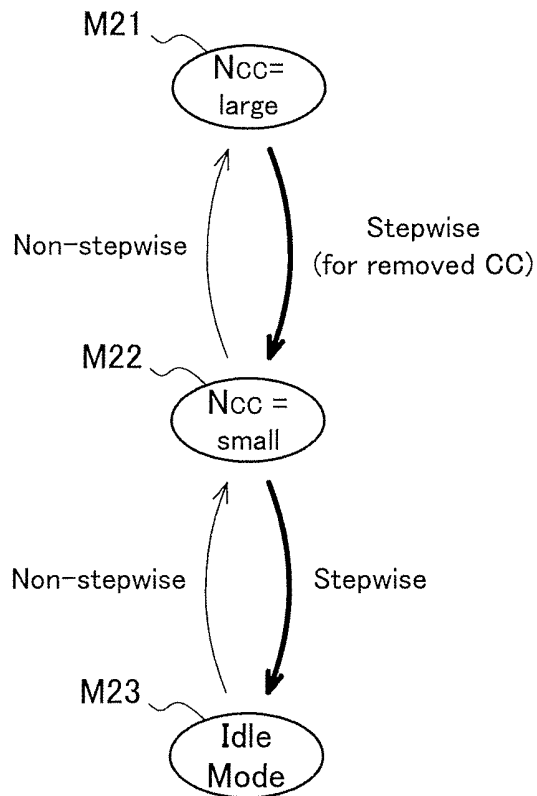 M21
Ncc=
large
Non-stepwise
Stepwise
(for removed CC)
M22
Ncc =
small
Non-stepwise
Stepwise
M23
Idle
Mode